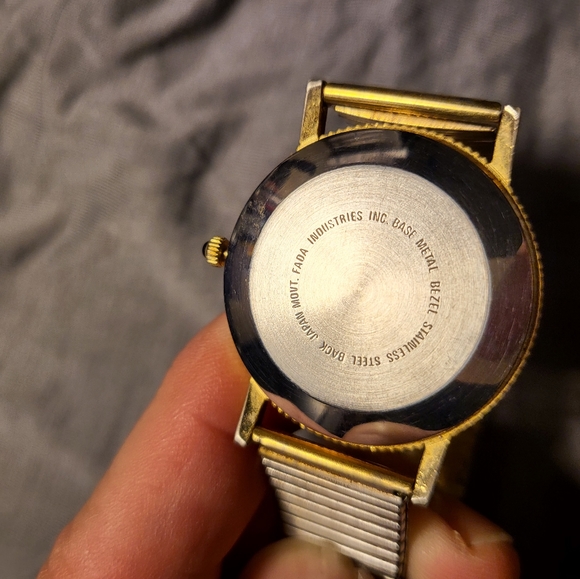 FADA INDUSTRIES INC. BASE METAL BEZEL STAINLESS STEEL BACK JAPAN MOVT.